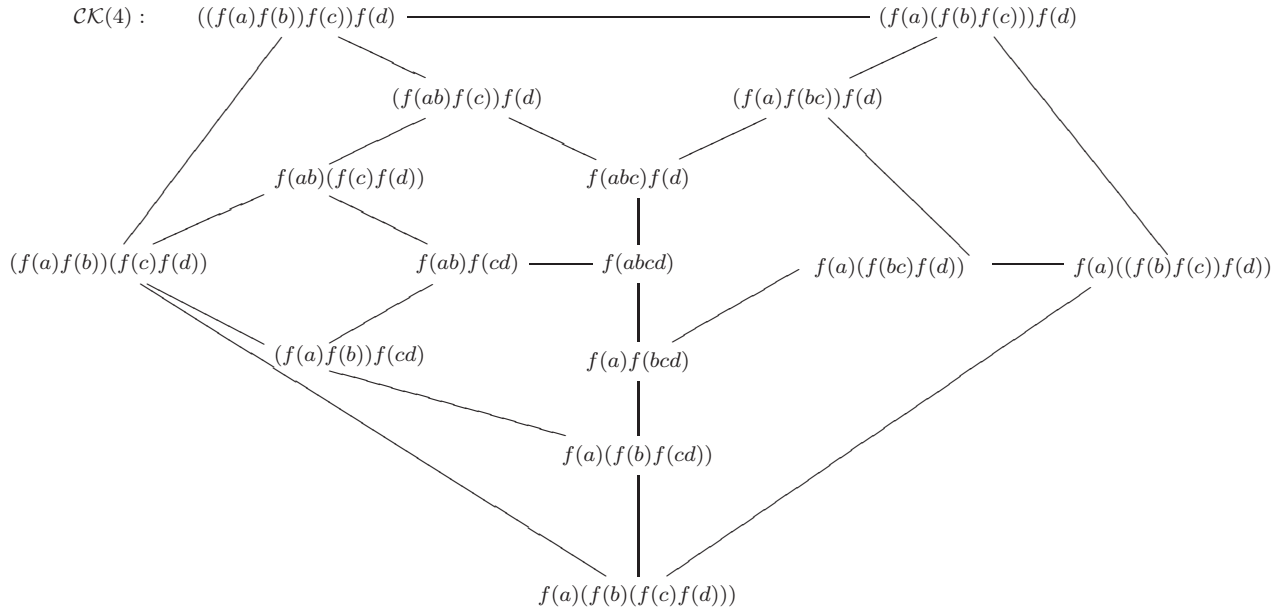 𝒞𝒦(4) : ((f(a)f(b))f(c))f(d) (f(a)(f(b)f(c)))f(d)
(f(ab)f(c))f(d) (f(a)f(bc))f(d)
f(ab)(f(c)f(d)) f(abc)f(d)
(f(a)f(b))(f(c)f(d)) f(ab)f(cd) f(abcd) f(a)(f(bc)f(d)) f(a)((f(b)f(c))f(d))
(f(a)f(b))f(cd) f(a)f(bcd)
f(a)(f(b)f(cd))
f(a)(f(b)(f(c)f(d)))